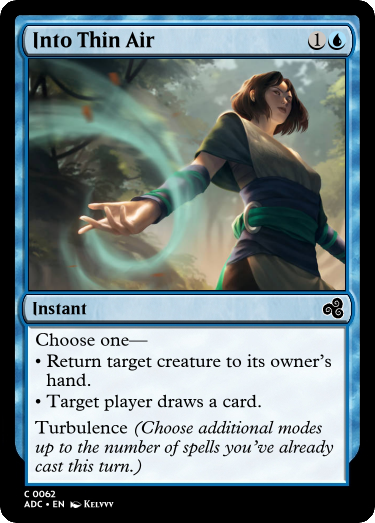 Into Thin Air 1
Instant
Choose one—
• Return target creature to its owner's
hand.
• Target player draws a card.
Turbulence (Choose additional modes
up to the number of spells you've already
cast this turn.)
C 0062
ADC • EN Kelvvv